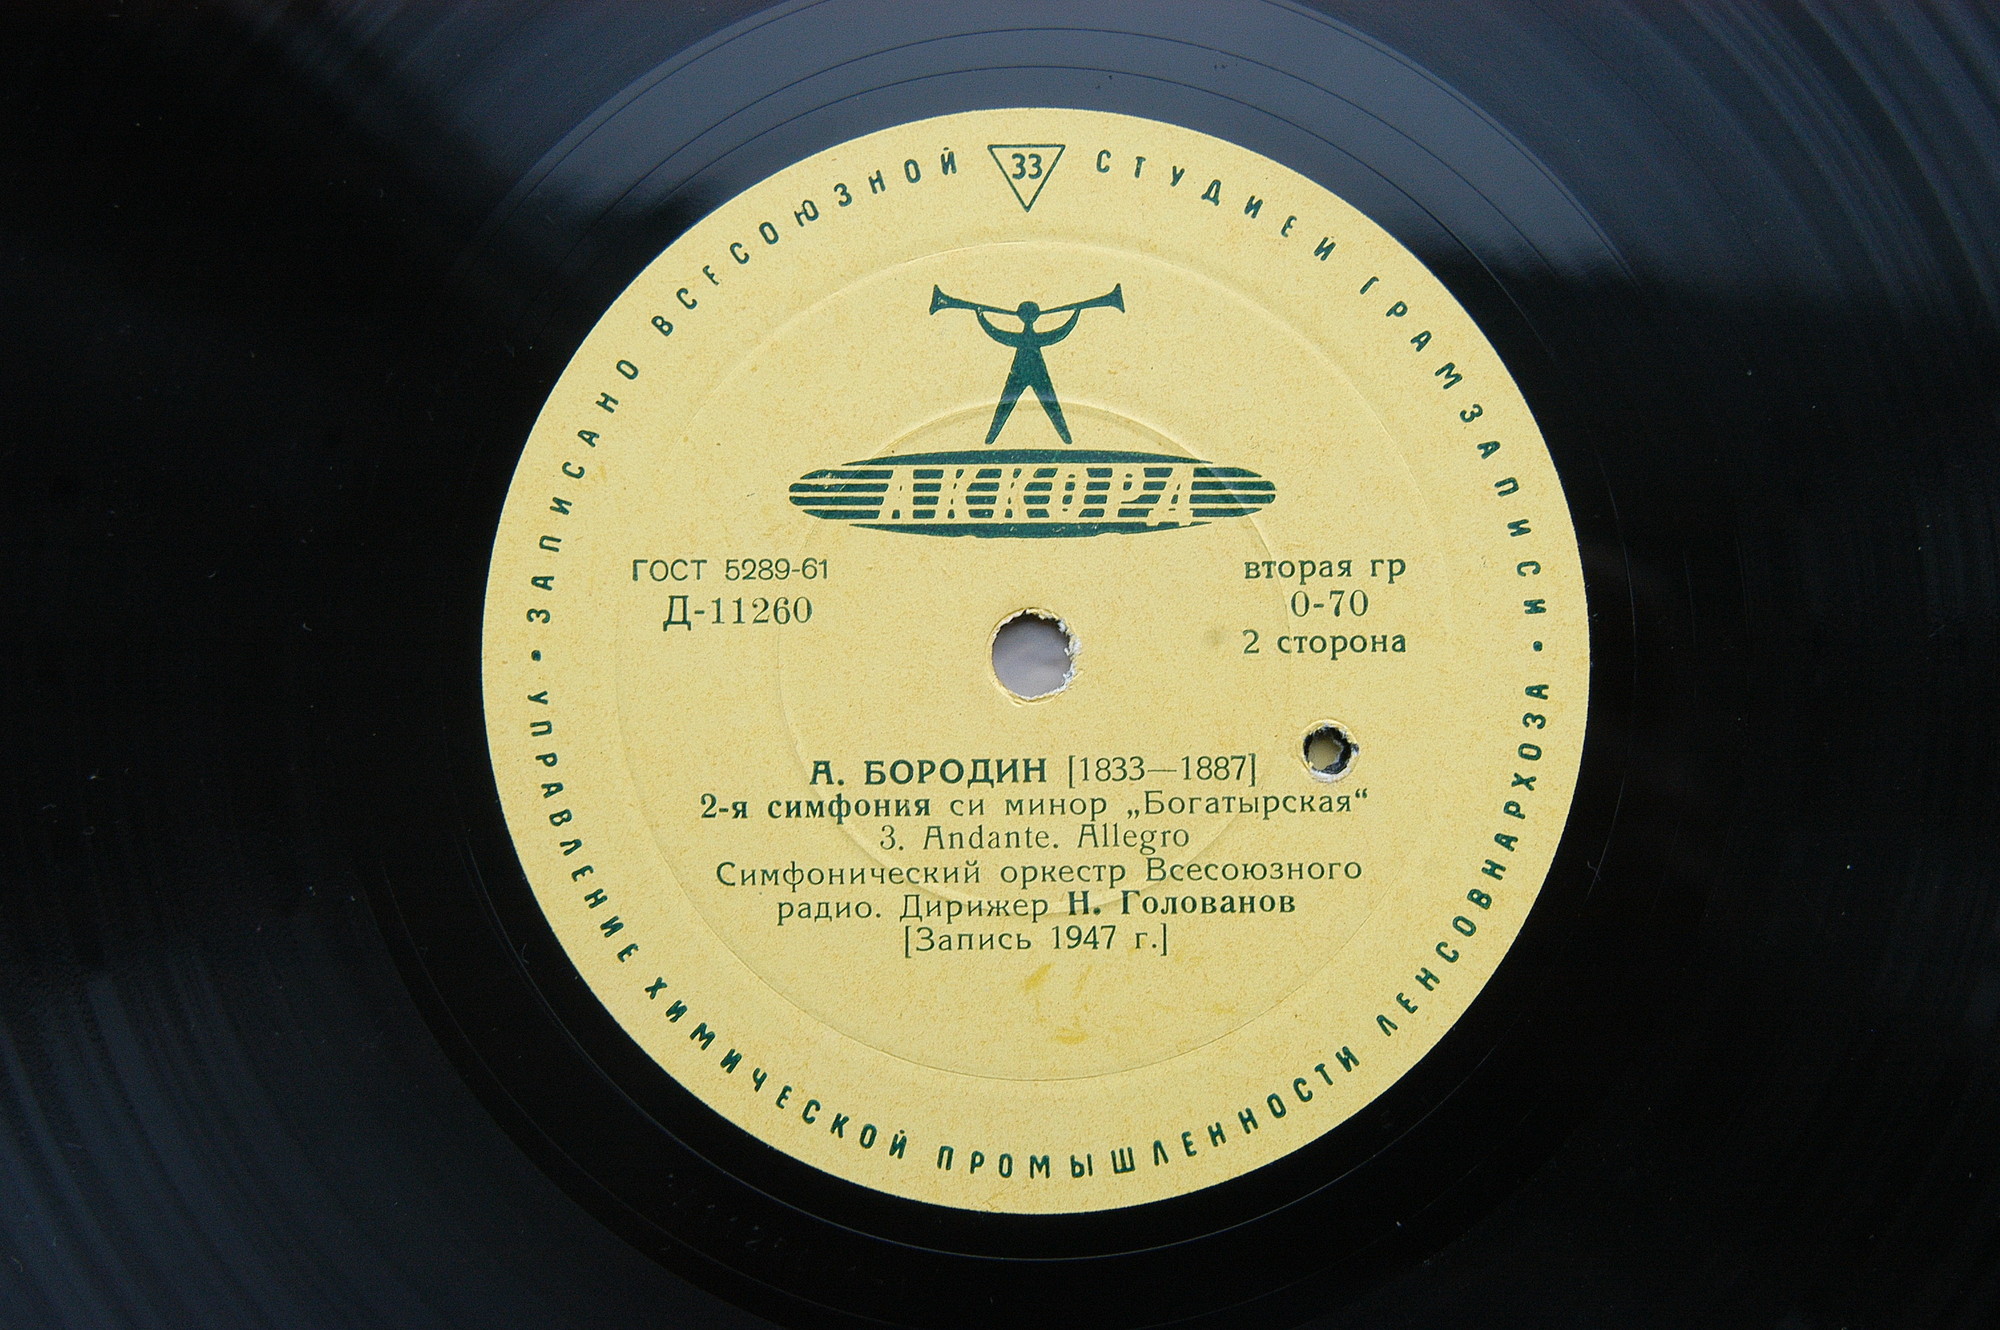 ЗАПИСАНО ВСЕСОЮЗНОЙ СТУДИЕЙ ГРАМЗАПИСИ •
33
АККОРД
ГОСТ 5289-61
Д-11260
вторая гр
0-70
2 сторона
А. БОРОДИН [1833—1887]
2-я симфония си минор „Богатырская“
3. Andante. Allegro
Симфонический оркестр Всесоюзного
радио. Дирижер Н. Голованов
[Запись 1947 г.]
УПРАВЛЕНИЕ ХИМИЧЕСКОЙ ПРОМЫШЛЕННОСТИ ЛЕНСОВНАРХОЗА •